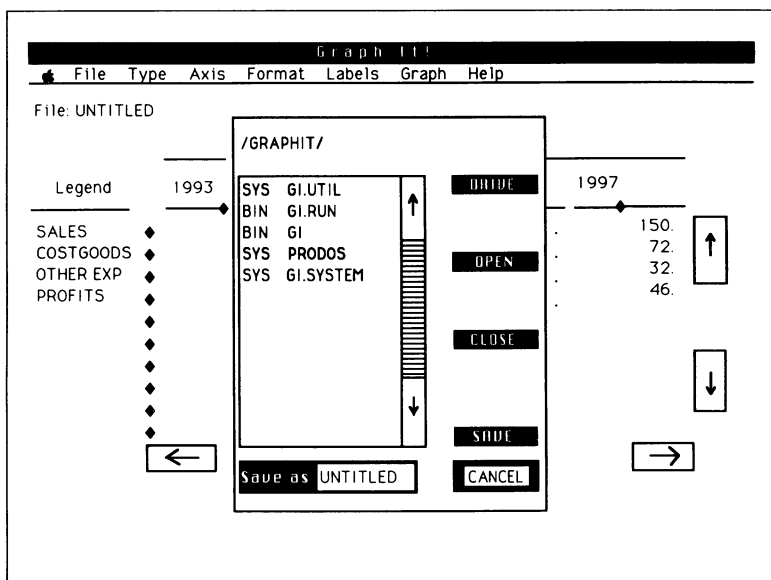 Graph It!
File Type Axis Format Labels Graph Help
File: UNTITLED
/GRAPHIT/
Legend 1993 1997
SYS GI.UTIL
BIN GI.RUN
BIN GI
SYS PRODOS
SYS GI.SYSTEM
DRIVE
OPEN
CLOSE
SAVE
SALES 150.
COSTGOODS 72.
OTHER EXP 32.
PROFITS 46.
Save as UNTITLED CANCEL